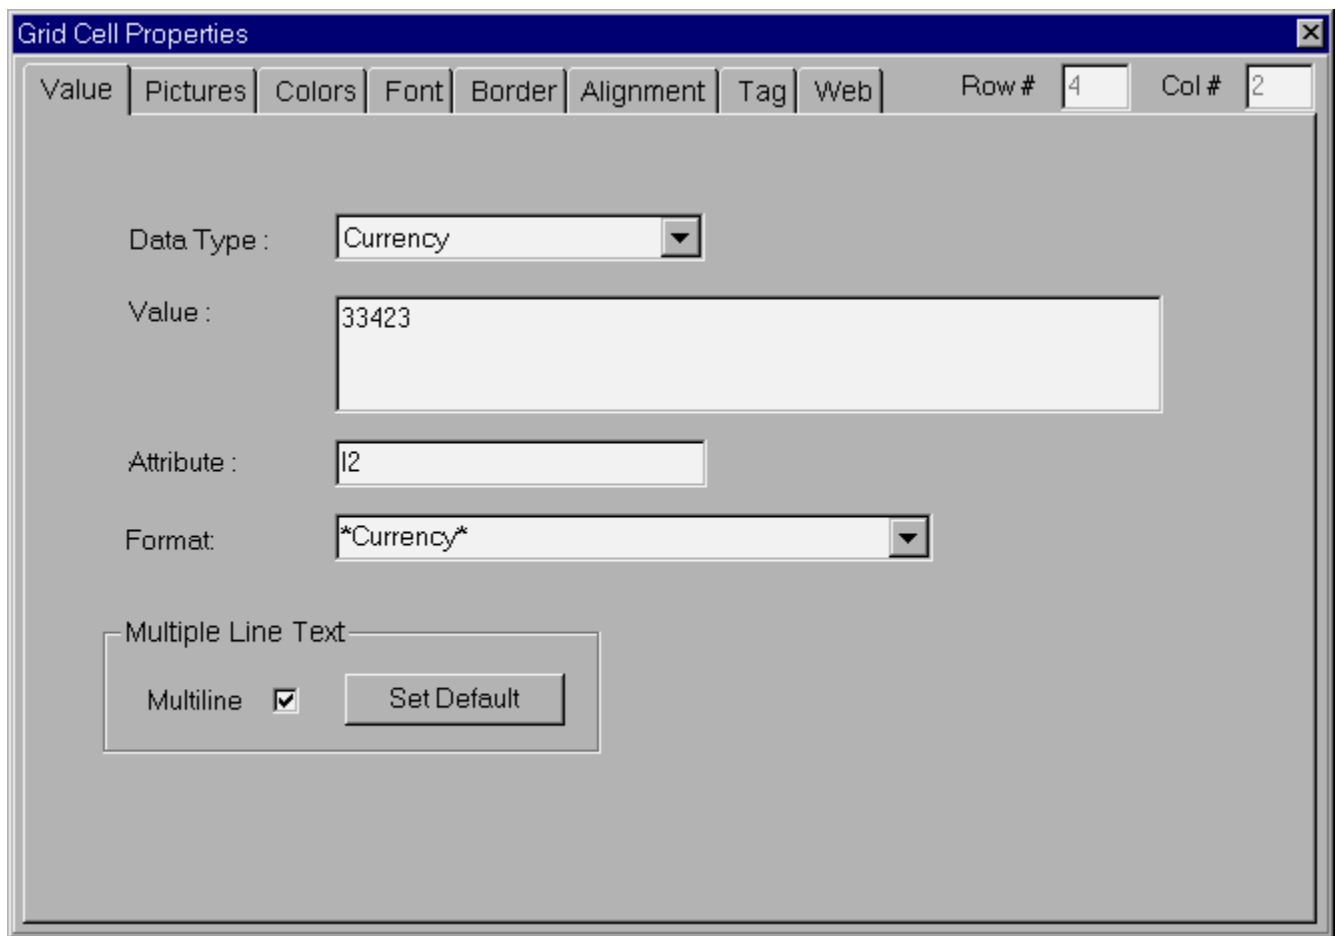 Grid Cell Properties
Value Pictures Colors Font Border Alignment Tag Web Row # 4 Col # 2
Data Type : Currency
Value : 33423
Attribute : I2
Format: *Currency*
Multiple Line Text
Multiline Set Default